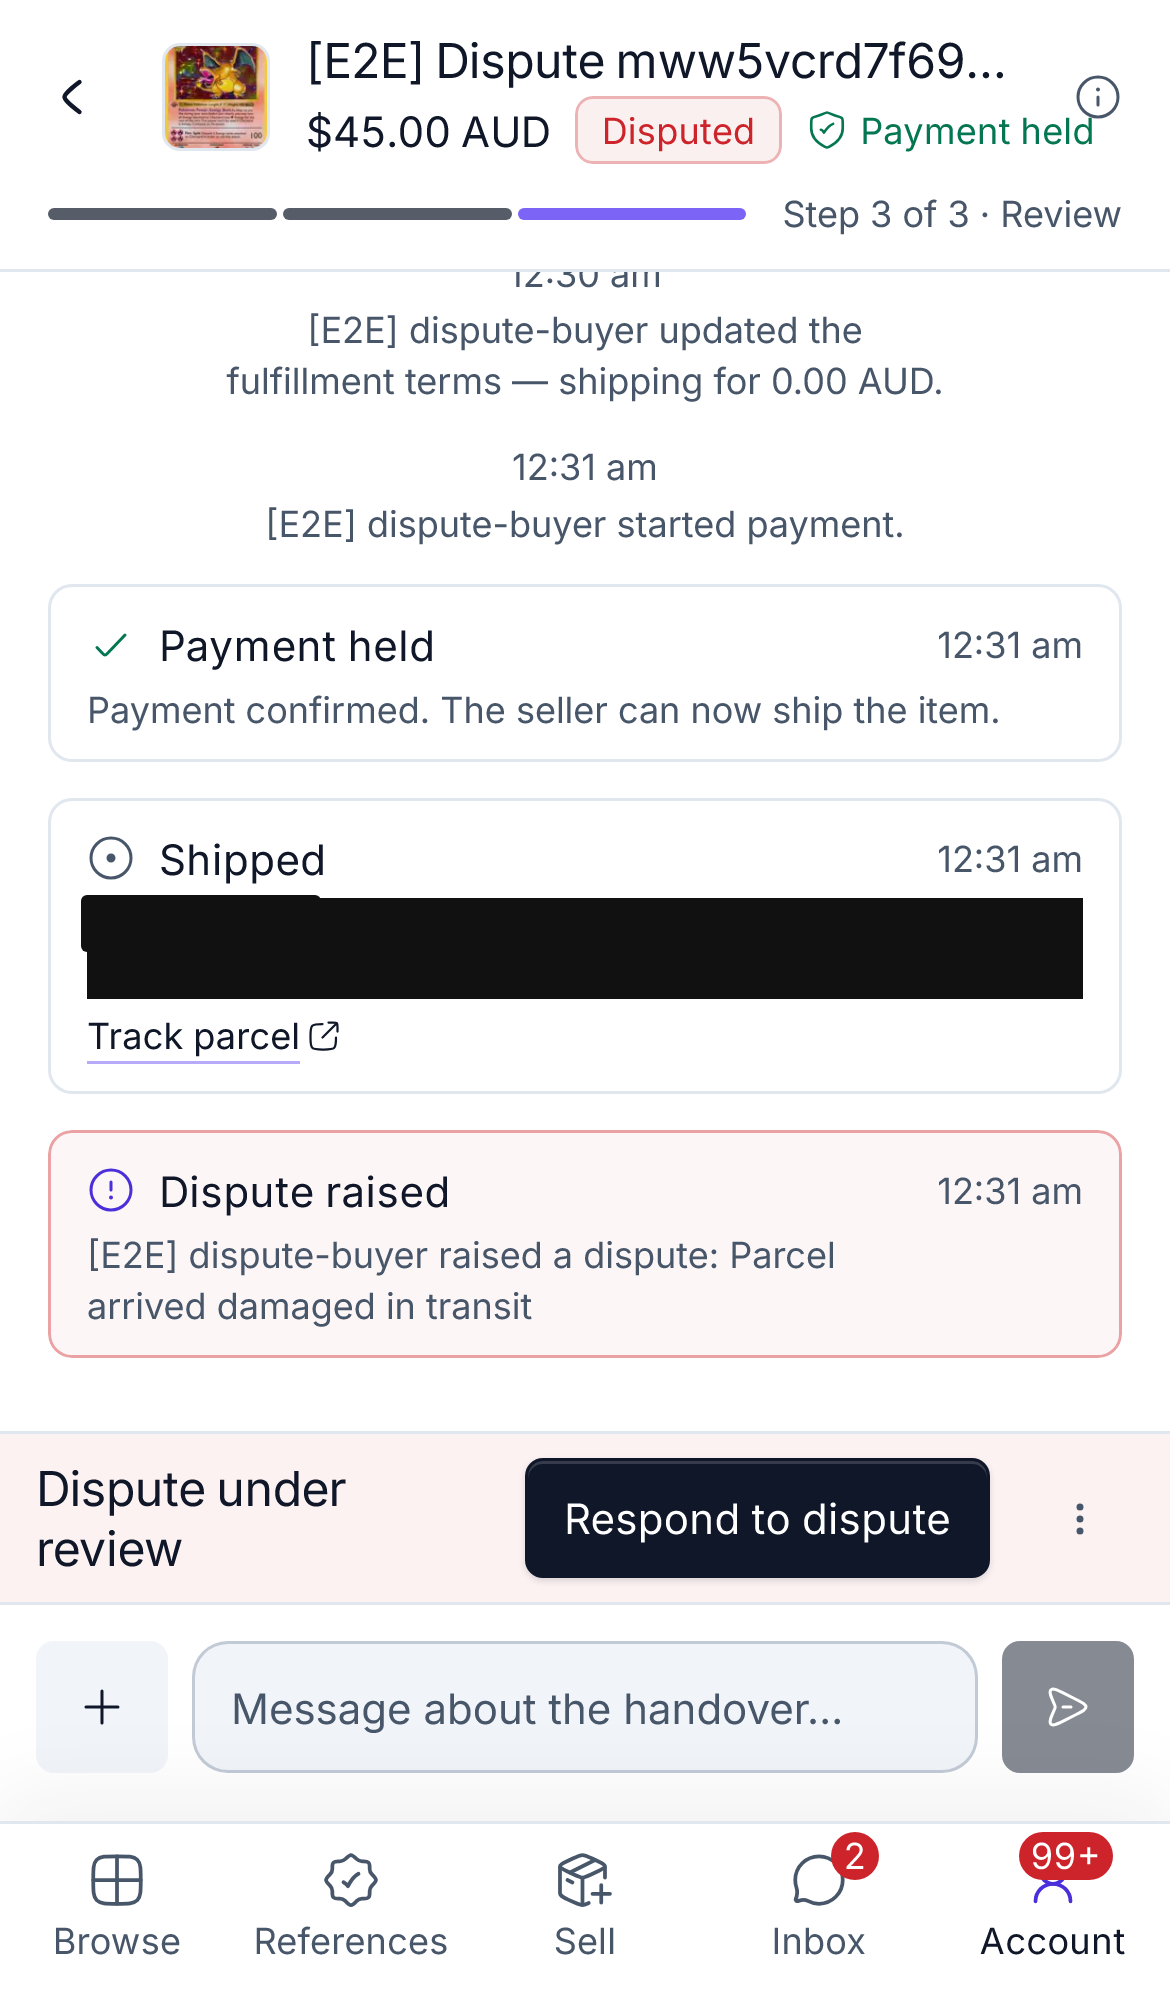 [E2E] Dispute mww5vcrd7f69...
$45.00 AUD Disputed Payment held
Step 3 of 3 · Review
12:30 am
[E2E] dispute-buyer updated the
fulfillment terms — shipping for 0.00 AUD.
12:31 am
[E2E] dispute-buyer started payment.
Payment held 12:31 am
Payment confirmed. The seller can now ship the item.
Shipped 12:31 am
Track parcel
Dispute raised 12:31 am
[E2E] dispute-buyer raised a dispute: Parcel
arrived damaged in transit
Dispute under
review
Respond to dispute
Message about the handover...
2
99+
Browse References Sell Inbox Account